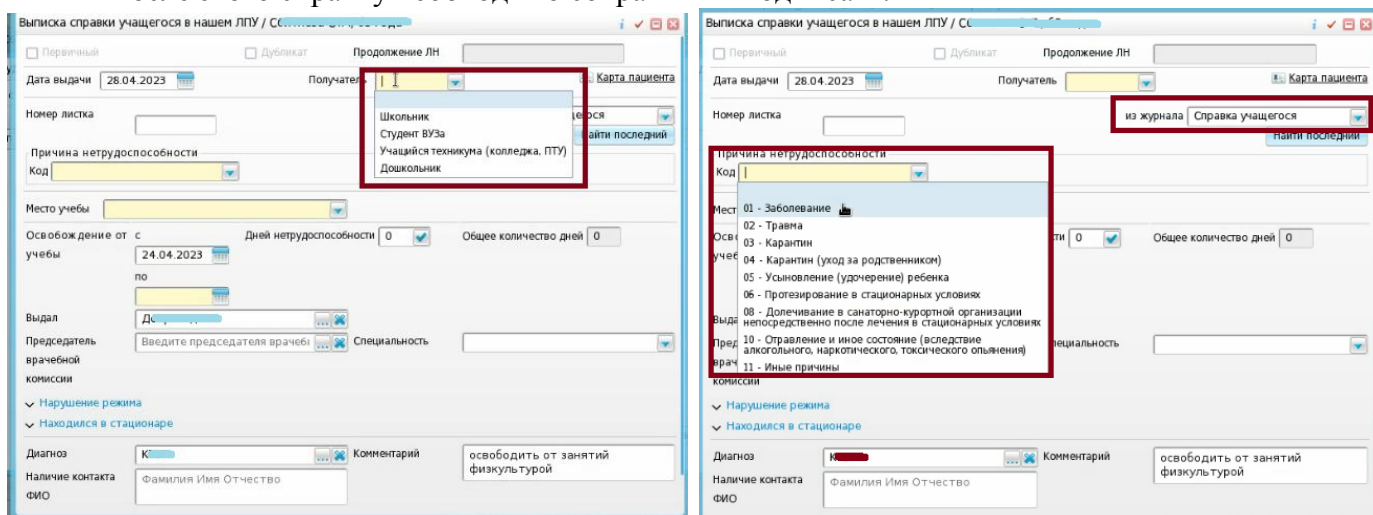 Выписка справки учащегося в нашем ЛПУ /
Первичный Дубликат Продолжение ЛН
Дата выдачи 28.04.2023 Получатель Карта пациента
Школьник
Студент ВУЗа
Учащийся техникума (колледжа, ПТУ)
Дошкольник
Номер листка
Найти последний
Причина нетрудоспособности
Код
Место учебы
Освобождение от учебы с 24.04.2023 Дней нетрудоспособности 0 Общее количество дней 0
по
Выдал
Председатель врачебной комиссии Введите председателя врачеб Специальность
Нарушение режима
Находился в стационаре
Диагноз К Комментарий освободить от занятий физкультурой
Наличие контакта ФИО Фамилия Имя Отчество
Выписка справки учащегося в нашем ЛПУ /
Первичный Дубликат Продолжение ЛН
Дата выдачи 28.04.2023 Получатель Карта пациента
Номер листка из журнала Справка учащегося
Найти последний
Причина нетрудоспособности
Код
01 - Заболевание
02 - Травма
03 - Карантин
04 - Карантин (уход за родственником)
05 - Усыновление (удочерение) ребенка
06 - Протезирование в стационарных условиях
08 - Долечивание в санаторно-курортной организации
непосредственно после лечения в стационарных условиях
10 - Отравление и иное состояние (вследствие
алкогольного, наркотического, токсического опьянения)
11 - Иные причины
0 Общее количество дней 0
комиссии
Нарушение режима
Находился в стационаре
Диагноз К Комментарий освободить от занятий физкультурой
Наличие контакта ФИО Фамилия Имя Отчество